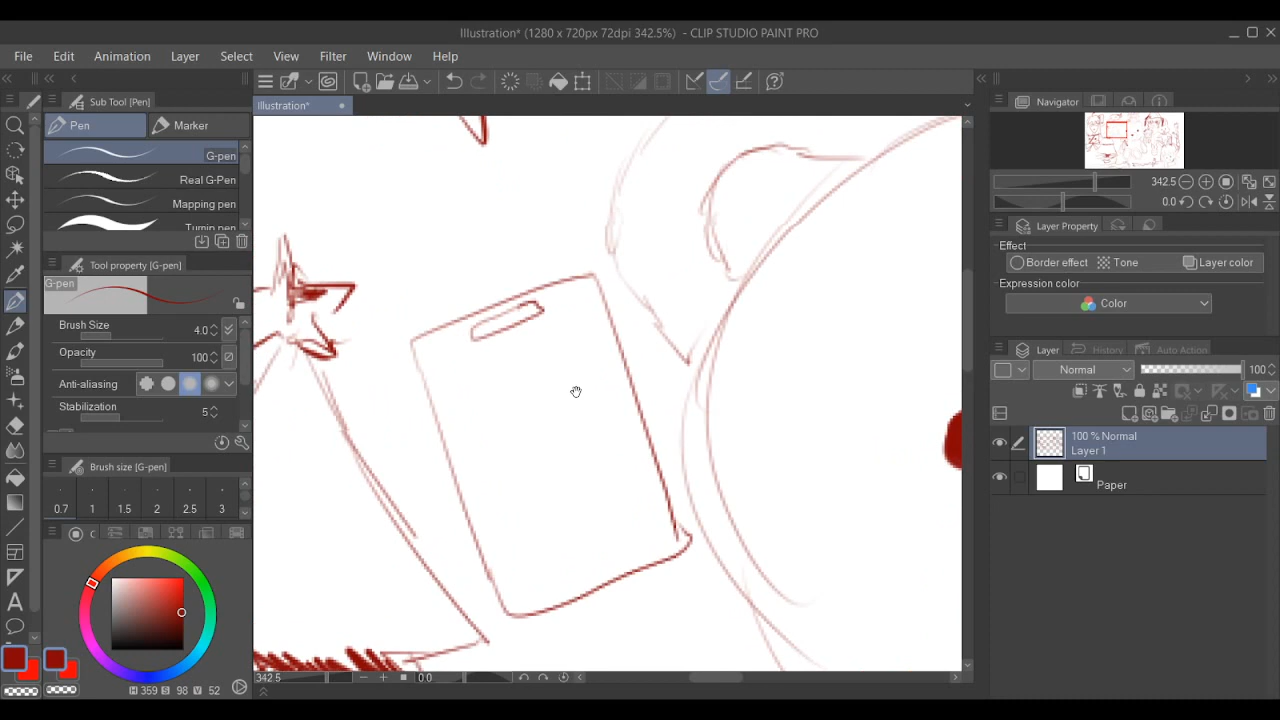 Illustration* (1280 x 720px 72dpi 342.5%) - CLIP STUDIO PAINT PRO
File Edit Animation Layer Select View Filter Window Help
Sub Tool [Pen]
Illustration*
Navigator
Pen
Marker
G-pen
Real G-Pen
Mapping pen
Turnip pen
342.5
0.0
Layer Property
Effect
Border effect
Tone
Layer color
Expression color
Color
Tool property [G-pen]
G-pen
Brush Size 4.0
Opacity 100
Anti-aliasing
Stabilization 5
Layer
History
Auto Action
Normal
100
100 % Normal
Layer 1
Paper
Brush size [G-pen]
0.7 1 1.5 2 2.5 3
C
H 359 S 98 V 52
342.5
0.0